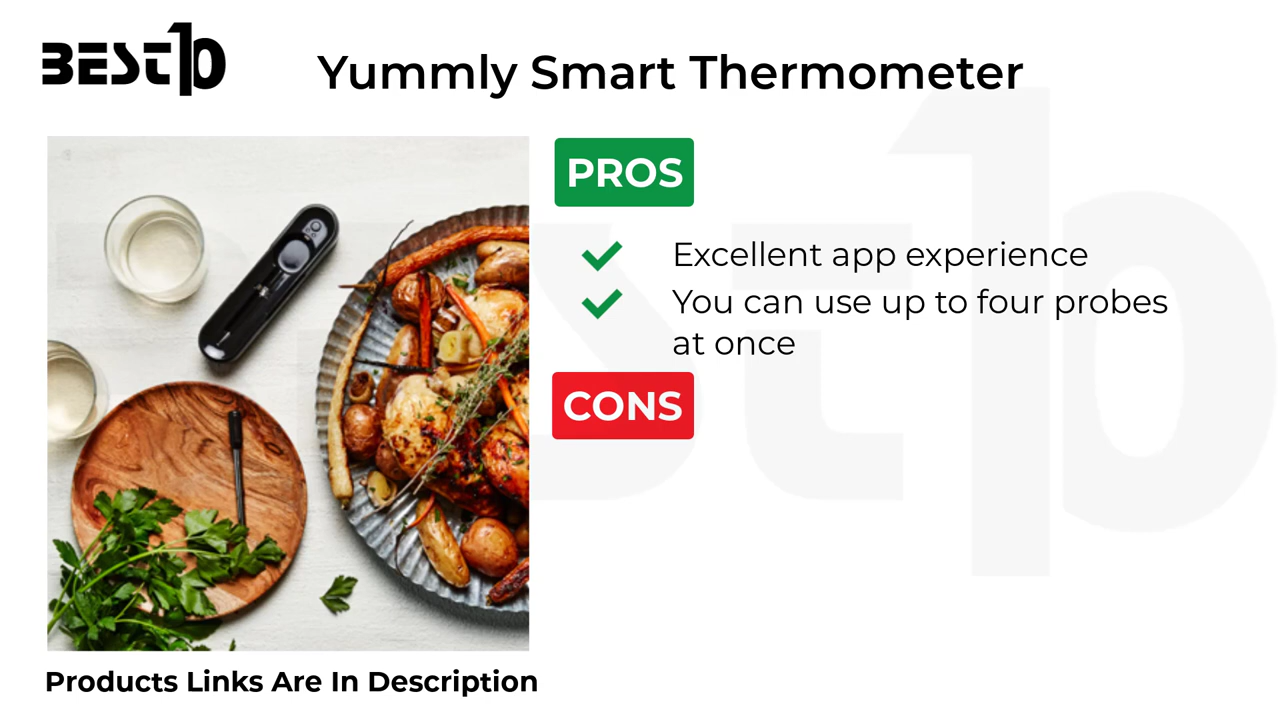 BEST10
Yummly Smart Thermometer
PROS
Excellent app experience
You can use up to four probes
at once
CONS
Products Links Are In Description